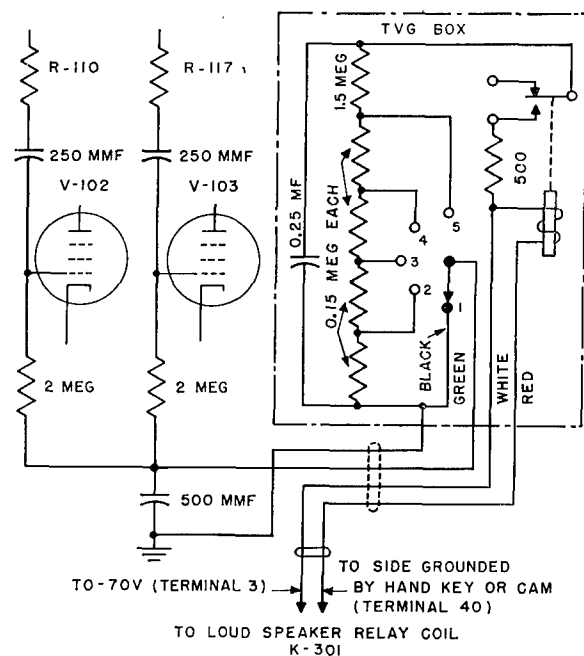 TVG BOX
R-110
R-117
1.5 MEG
250 MMF
250 MMF
V-102
V-103
500
0.25 MF
0.15 MEG EACH
5
4
3
2
1
BLACK
GREEN
WHITE
RED
2 MEG
2 MEG
500 MMF
TO-70V (TERMINAL 3)
TO SIDE GROUNDED
BY HAND KEY OR CAM
(TERMINAL 40)
TO LOUD SPEAKER RELAY COIL
K-301